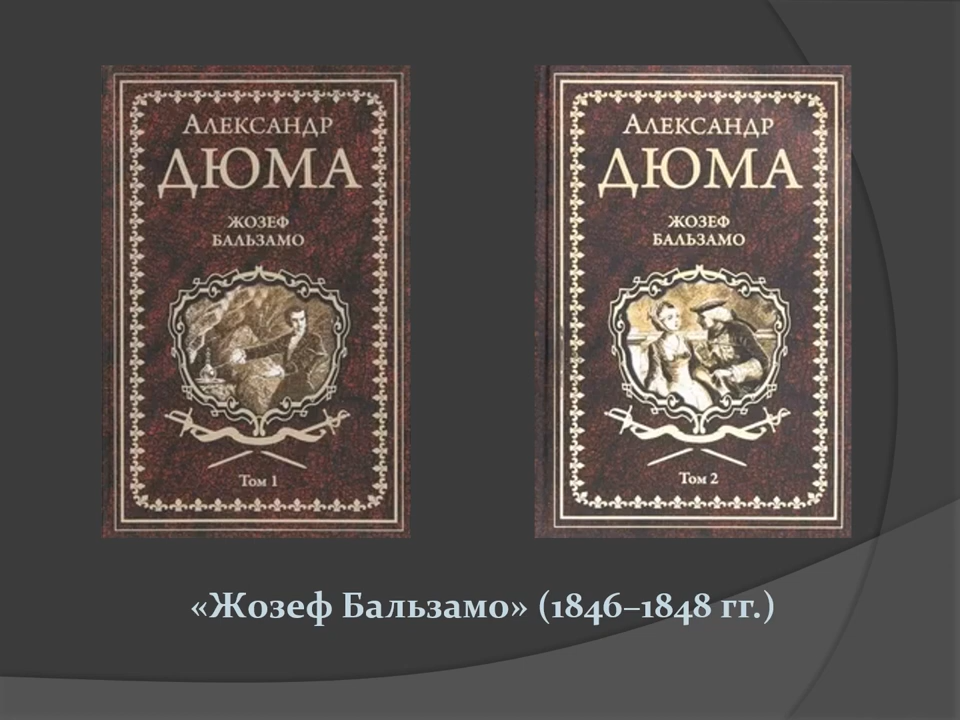 АЛЕКСАНДР
ДЮМА
ЖОЗЕФ
БАЛЬЗАМО
Том 1
АЛЕКСАНДР
ДЮМА
ЖОЗЕФ
БАЛЬЗАМО
Том 2
«Жозеф Бальзамо» (1846–1848 гг.)